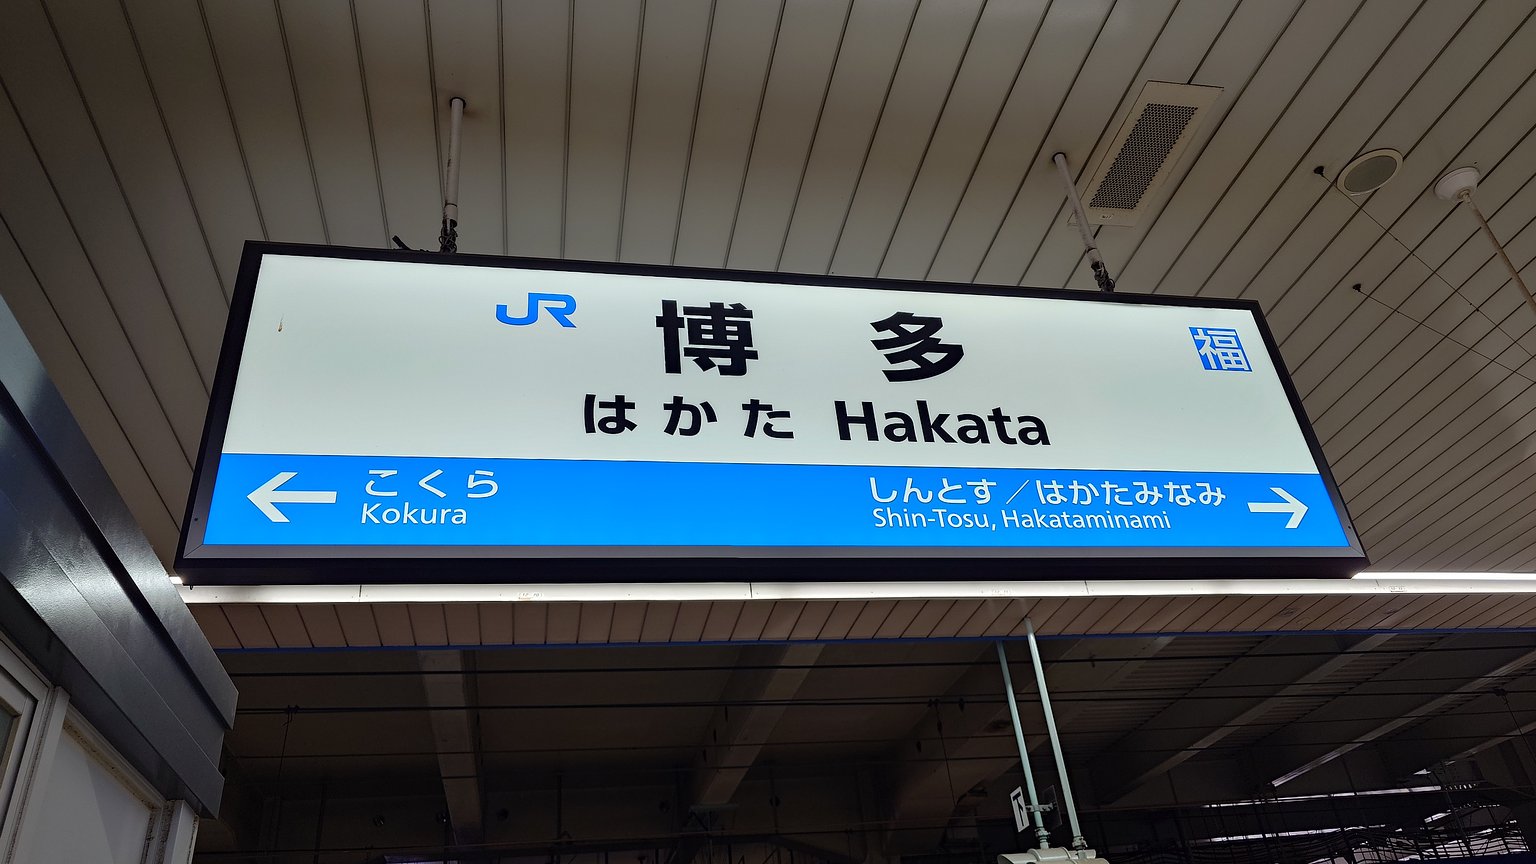 JR 博多 福
はかた Hakata
← こくら
Kokura
しんとす／はかたみなみ →
Shin-Tosu, Hakataminami